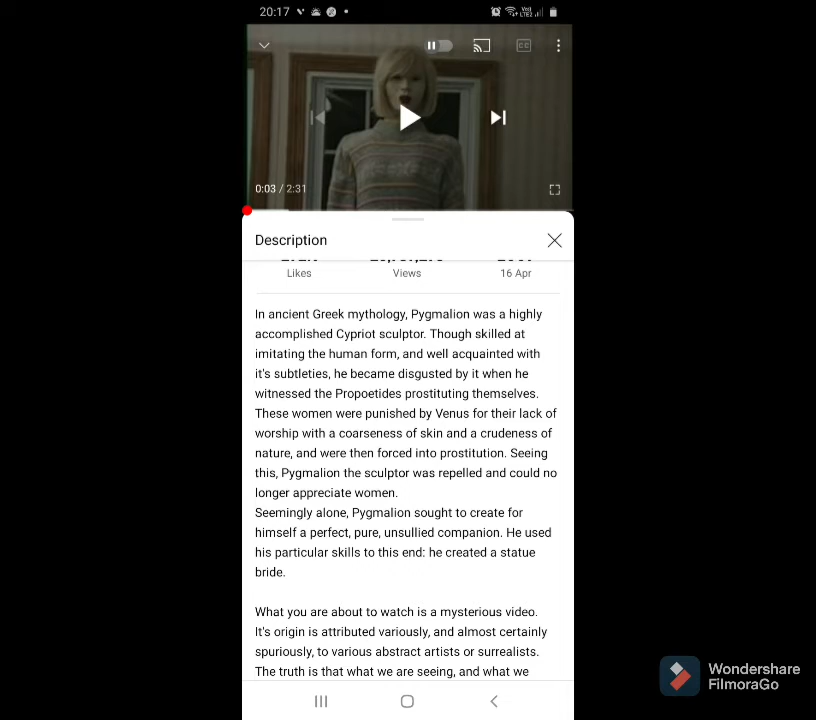 20:17
Vo))
LTE2
CC
0:03 / 2:31
Description
Likes
Views
16 Apr
In ancient Greek mythology, Pygmalion was a highly
accomplished Cypriot sculptor. Though skilled at
imitating the human form, and well acquainted with
it's subtleties, he became disgusted by it when he
witnessed the Propoetides prostituting themselves.
These women were punished by Venus for their lack of
worship with a coarseness of skin and a crudeness of
nature, and were then forced into prostitution. Seeing
this, Pygmalion the sculptor was repelled and could no
longer appreciate women.
Seemingly alone, Pygmalion sought to create for
himself a perfect, pure, unsullied companion. He used
his particular skills to this end: he created a statue
bride.
What you are about to watch is a mysterious video.
It's origin is attributed variously, and almost certainly
spuriously, to various abstract artists or surrealists.
The truth is that what we are seeing, and what we
Wondershare
FilmoraGo